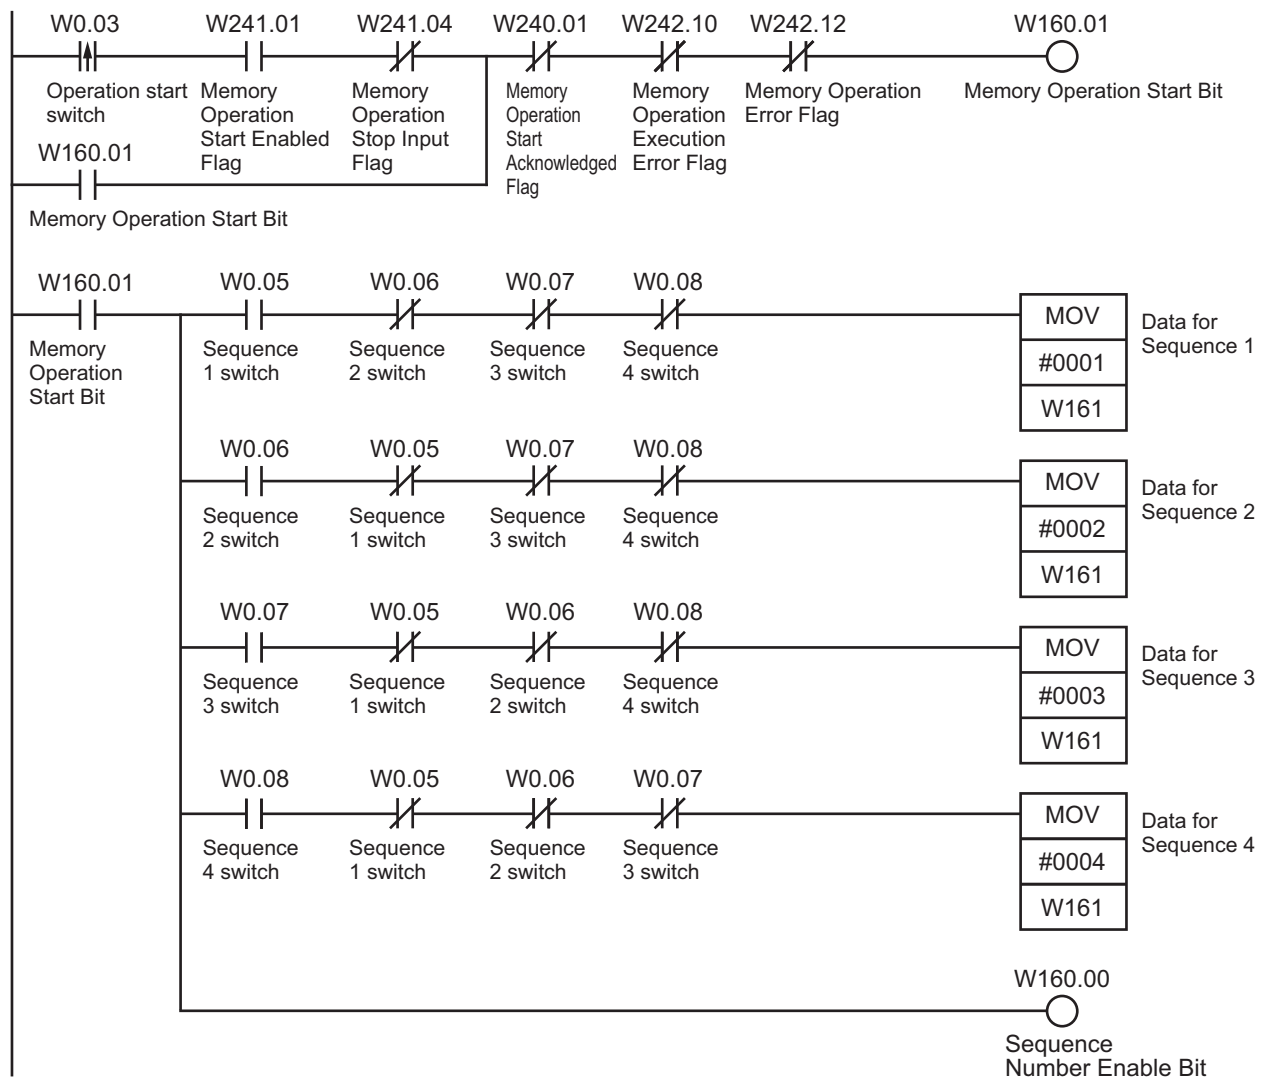 W0.03 W241.01 W241.04 W240.01 W242.10 W242.12 W160.01
Operation start
switch
Memory
Operation
Start Enabled
Flag
Memory
Operation
Stop Input
Flag
Memory
Operation
Start
Acknowledged
Flag
Memory
Operation
Execution
Error Flag
Memory Operation
Error Flag
Memory Operation Start Bit
W160.01
Memory Operation Start Bit
W160.01 W0.05 W0.06 W0.07 W0.08
Memory
Operation
Start Bit
Sequence
1 switch
Sequence
2 switch
Sequence
3 switch
Sequence
4 switch
MOV
#0001
W161
Data for
Sequence 1
W0.06 W0.05 W0.07 W0.08
Sequence
2 switch
Sequence
1 switch
Sequence
3 switch
Sequence
4 switch
MOV
#0002
W161
Data for
Sequence 2
W0.07 W0.05 W0.06 W0.08
Sequence
3 switch
Sequence
1 switch
Sequence
2 switch
Sequence
4 switch
MOV
#0003
W161
Data for
Sequence 3
W0.08 W0.05 W0.06 W0.07
Sequence
4 switch
Sequence
1 switch
Sequence
2 switch
Sequence
3 switch
MOV
#0004
W161
Data for
Sequence 4
W160.00
Sequence
Number Enable Bit